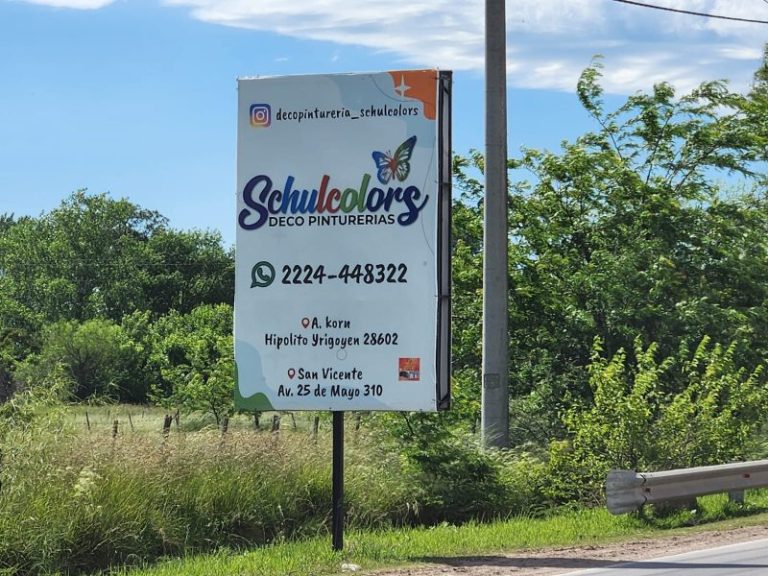 decopintureria_schulcolors
Schulcolors
DECO PINTURERIAS
2224-448322
A. korn
Hipolito Yrigoyen 28602
San Vicente
Av. 25 de Mayo 310